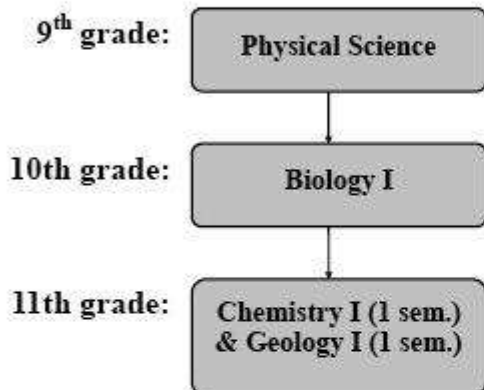 9th grade:
Physical Science
10th grade:
Biology I
11th grade:
Chemistry I (1 sem.)
& Geology I (1 sem.)